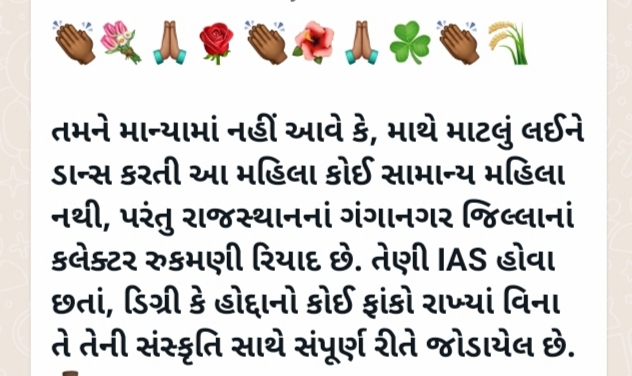 👏🏾💐🙏🏾🌹👏🏾🌺🙏🏾☘️👏🏾🌾
તમને માન્યામાં નહીં આવે કે, માથે માટલું લઈને
ડાન્સ કરતી આ મહિલા કોઈ સામાન્ય મહિલા
નથી, પરંતુ રાજસ્થાનનાં ગંગાનગર જિલ્લાનાં
કલેક્ટર રુકમણી રિયાદ છે. તેણી IAS હોવા
છતાં, ડિગ્રી કે હોદ્દાનો કોઈ ફાંકો રાખ્યાં વિના
તે તેની સંસ્કૃતિ સાથે સંપૂર્ણ રીતે જોડાયેલ છે.